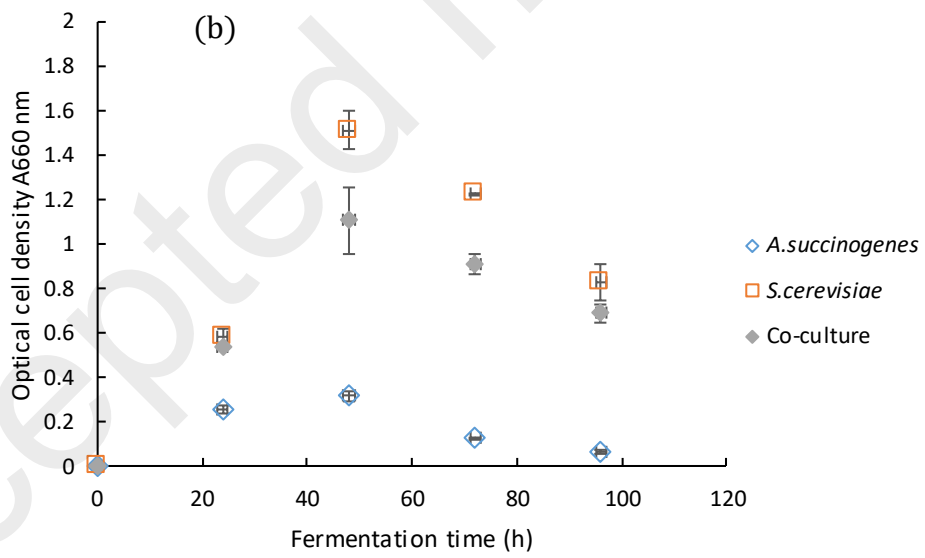 (b)
2
1.8
1.6
1.4
1.2
1
0.8
0.6
0.4
0.2
0
Optical cell density A660 nm
0 20 40 60 80 100 120
Fermentation time (h)
A.succinogenes
S.cerevisiae
Co-culture